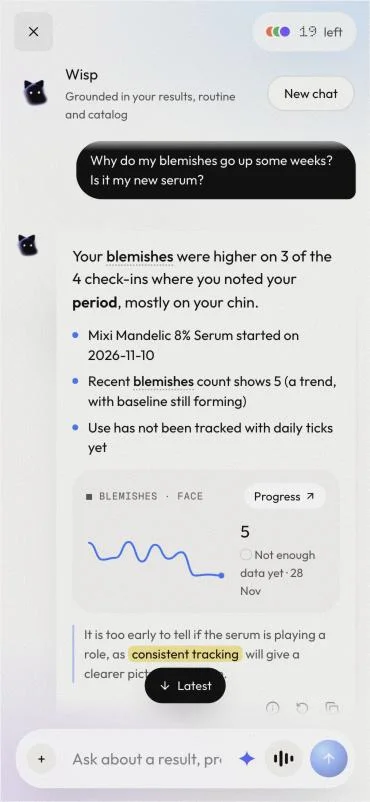 19 left
Wisp
Grounded in your results, routine
and catalog
New chat
Why do my blemishes go up some weeks?
Is it my new serum?
Your blemishes were higher on 3 of the
4 check-ins where you noted your
period, mostly on your chin.
Mixi Mandelic 8% Serum started on
2026-11-10
Recent blemishes count shows 5 (a trend,
with baseline still forming)
Use has not been tracked with daily ticks
yet
BLEMISHES · FACE
Progress ↗
5
Not enough
data yet · 28
Nov
It is too early to tell if the serum is playing a
role, as consistent tracking will give a
clearer
↓ Latest
Ask about a result,